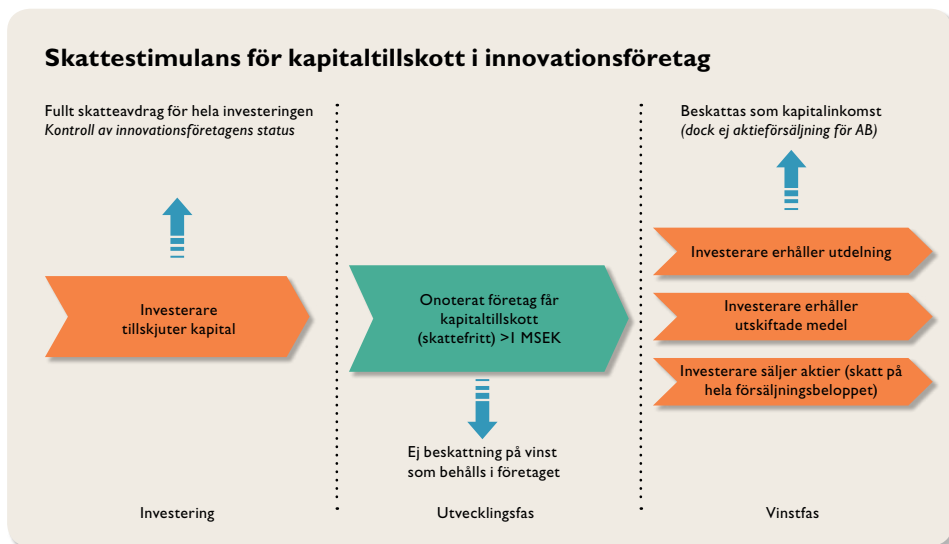 Skattestimulans för kapitaltillskott i innovationsföretag
Fullt skatteavdrag för hela investeringen
Kontroll av innovationsföretagens status
Investerare
tillskjuter kapital
Investering
Onoterat företag får
kapitaltillskott
(skattefritt) >1 MSEK
Ej beskattning på vinst
som behålls i företaget
Utvecklingsfas
Beskattas som kapitalinkomst
(dock ej aktieförsäljning för AB)
Investerare erhåller utdelning
Investerare erhåller
utskiftade medel
Investerare säljer aktier (skatt på
hela försäljningsbeloppet)
Vinstfas